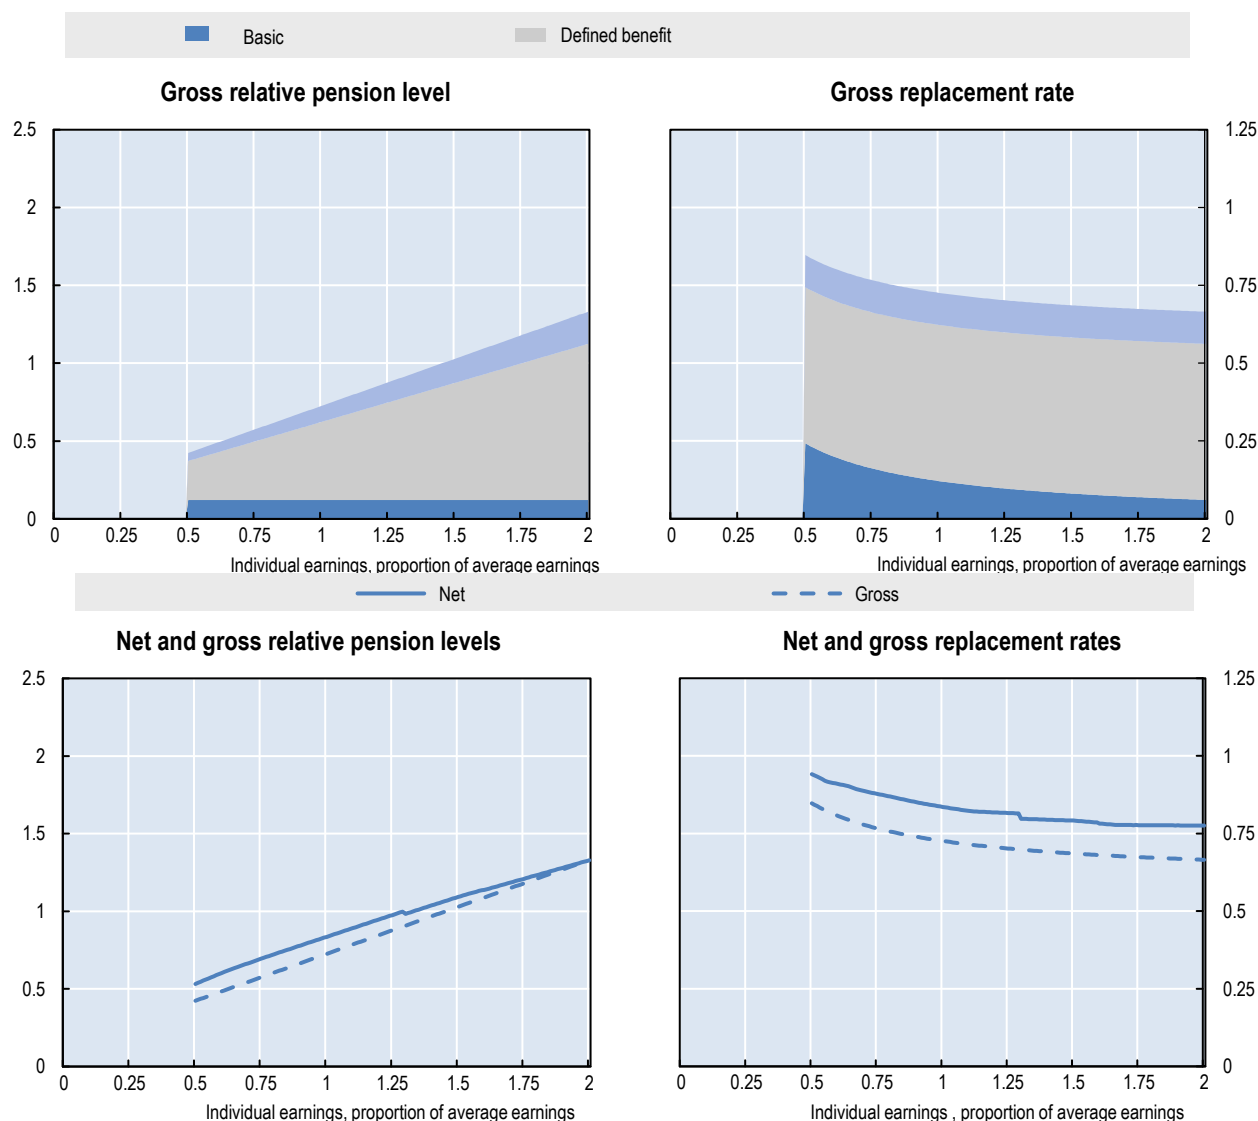 Basic Defined benefit
Gross relative pension level
2.5
2
1.5
1
0.5
0
0 0.25 0.5 0.75 1 1.25 1.5 1.75 2
Individual earnings, proportion of average earnings
Gross replacement rate
1.25
1
0.75
0.5
0.25
0
0 0.25 0.5 0.75 1 1.25 1.5 1.75 2
Individual earnings, proportion of average earnings
Net Gross
Net and gross relative pension levels
2.5
2
1.5
1
0.5
0
0 0.25 0.5 0.75 1 1.25 1.5 1.75 2
Individual earnings, proportion of average earnings
Net and gross replacement rates
1.25
1
0.75
0.5
0.25
0
0 0.25 0.5 0.75 1 1.25 1.5 1.75 2
Individual earnings , proportion of average earnings